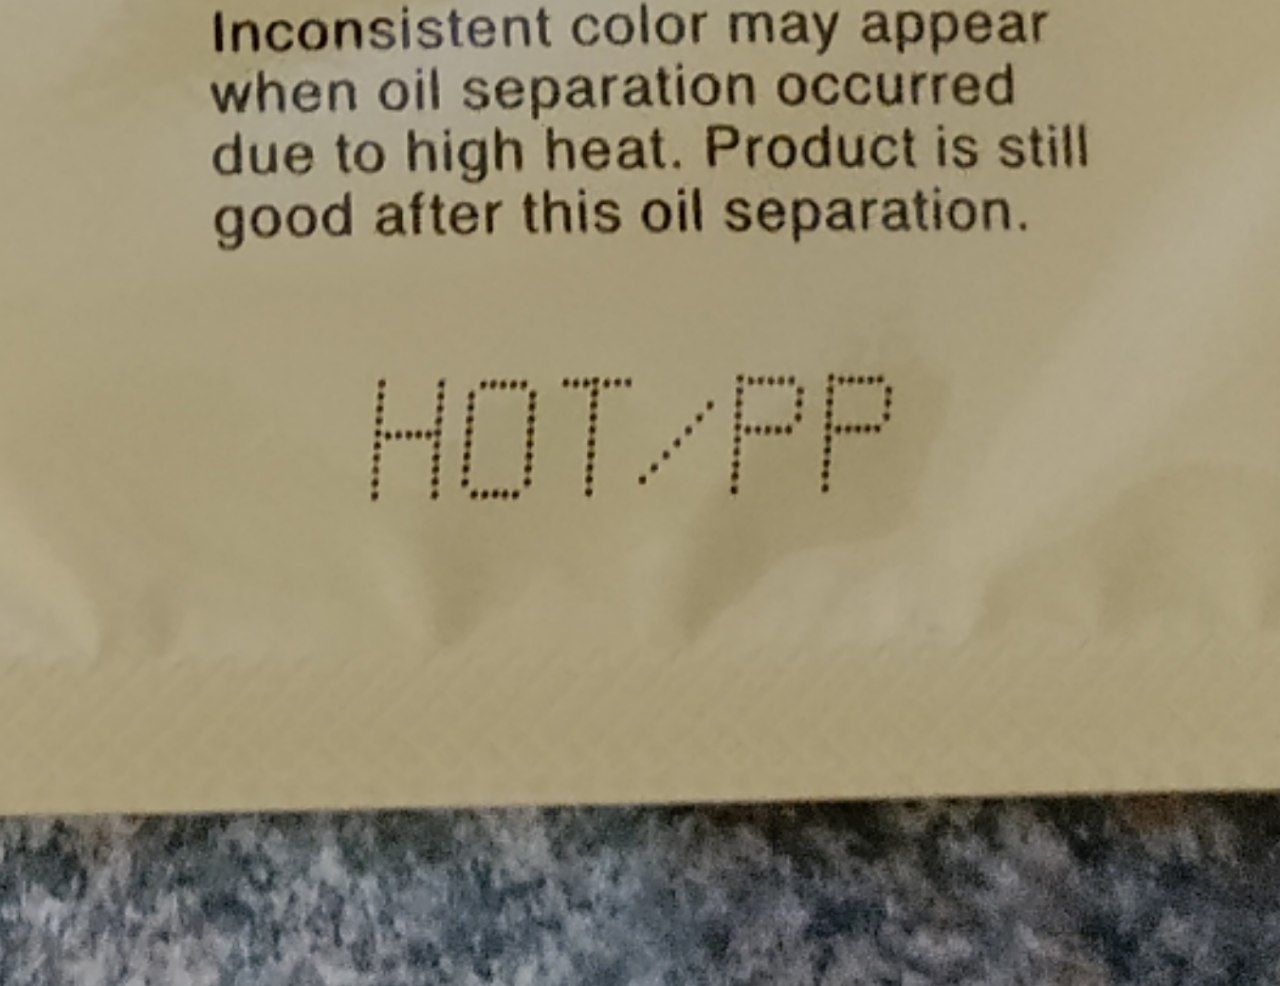 Inconsistent color may appear
when oil separation occurred
due to high heat. Product is still
good after this oil separation.
HOT/PP